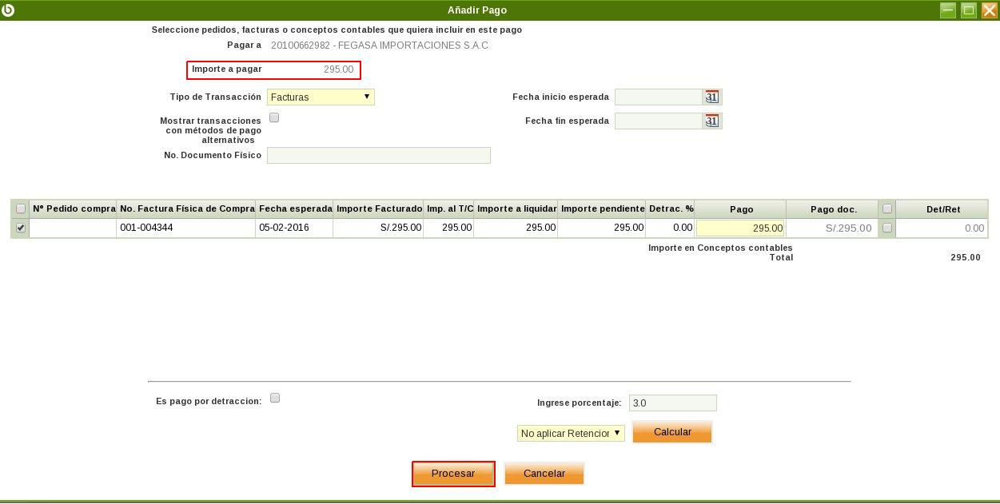 Añadir Pago
Seleccione pedidos, facturas o conceptos contables que quiera incluir en este pago
Pagar a 20100662982 - FEGASA IMPORTACIONES S.A.C
Importe a pagar 295.00
Tipo de Transacción Facturas Fecha inicio esperada 31
Mostrar transacciones Fecha fin esperada 31
con métodos de pago
alternativos
No. Documento Físico
Nº Pedido compra No. Factura Física de Compra Fecha esperada Importe Facturado Imp. al T/C Importe a liquidar Importe pendiente Detrac. % Pago Pago doc. Det/Ret
001-004344 05-02-2016 S/.295.00 295.00 295.00 295.00 0.00 295.00 S/.295.00 0.00
Importe en Conceptos contables
Total 295.00
Es pago por detraccion: Ingrese porcentaje: 3.0
No aplicar Retencior Calcular
Procesar Cancelar